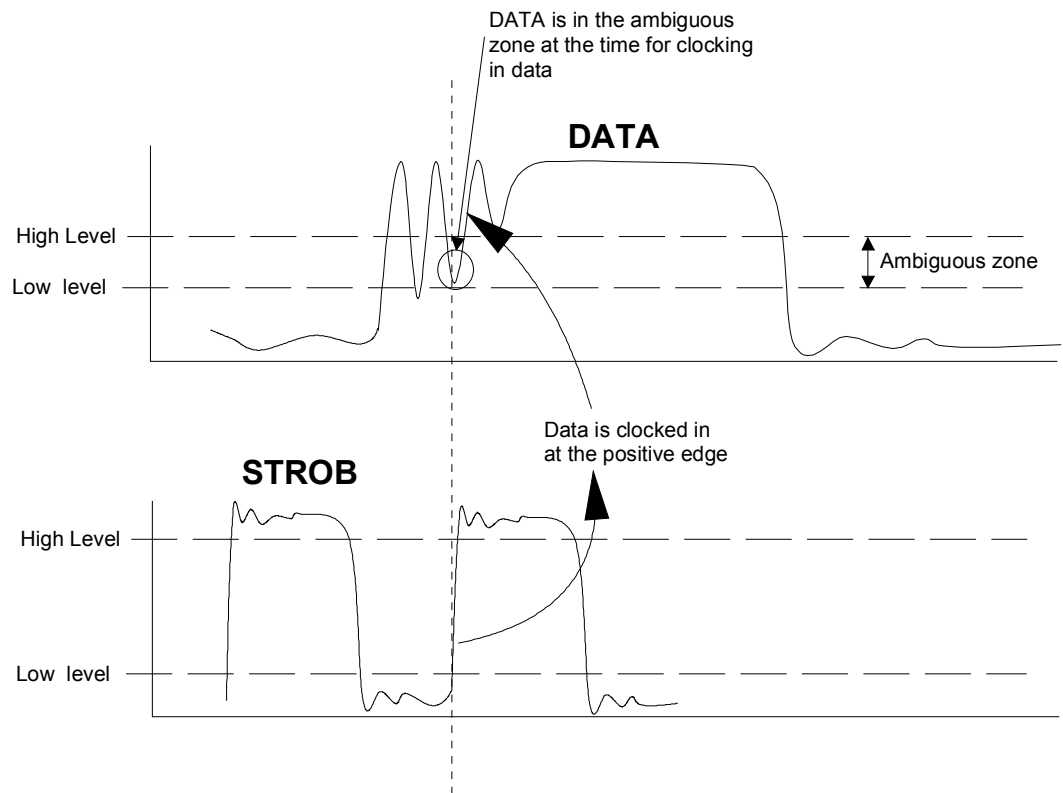 DATA is in the ambiguous
zone at the time for clocking
in data
DATA
High Level
Ambiguous zone
Low level
Data is clocked in
at the positive edge
STROB
High Level
Low level